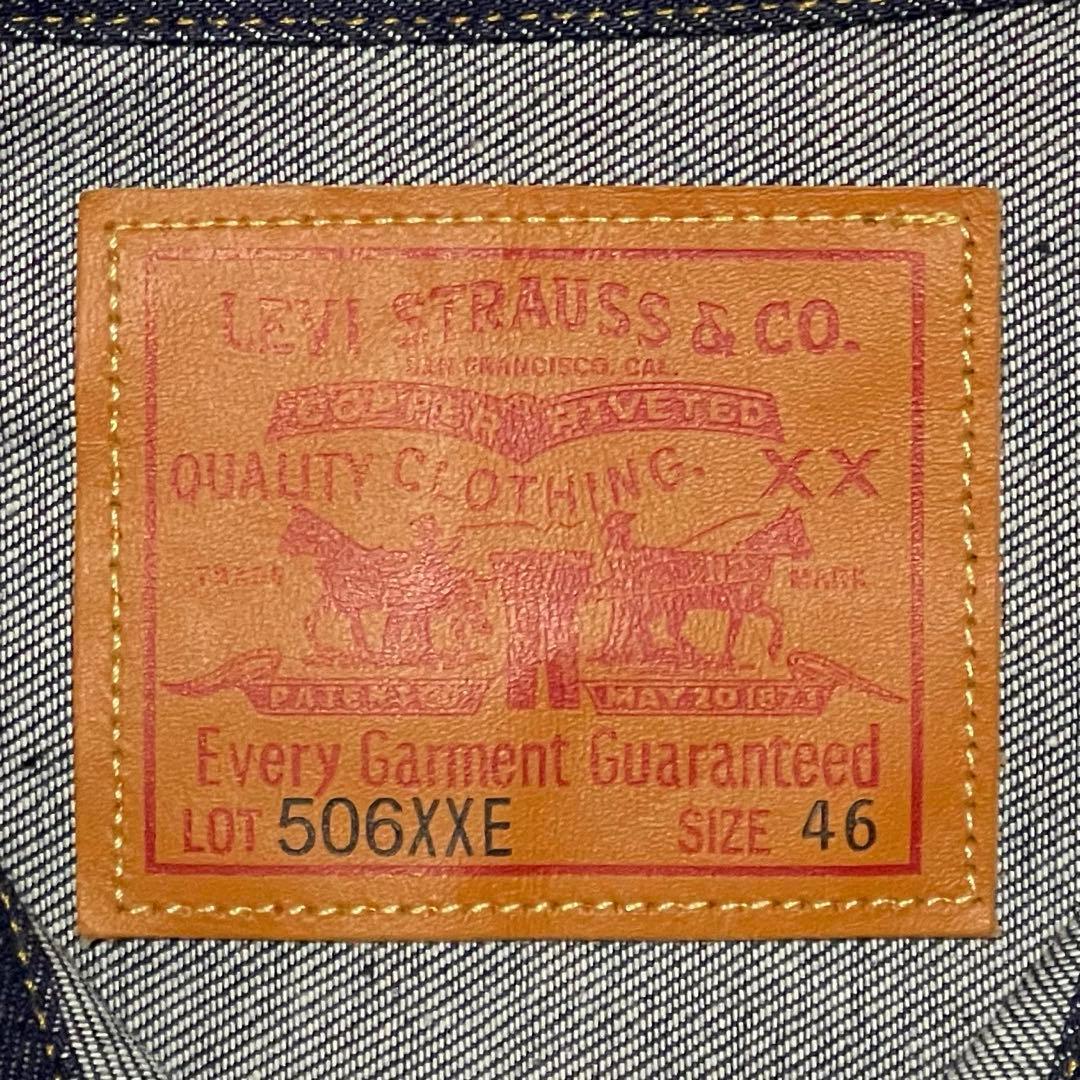 LEVI STRAUSS & CO.
SAN FRANCISCO. CAL.
COPPER RIVETED
QUALITY CLOTHING. XX
TRADE MARK
PATENTED MAY 20 1873
Every Garment Guaranteed
LOT 506XXE SIZE 46